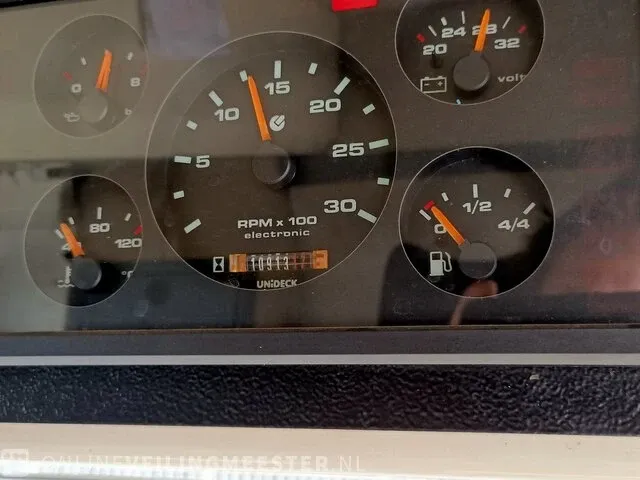 0 8
5 10 15 20 25 30
RPM x 100
electronic
10913
UNiDECK
20 24 28 32
volt
80
120
°C
0 1/2 4/4
ONLINEVEILINGMEESTER.NL